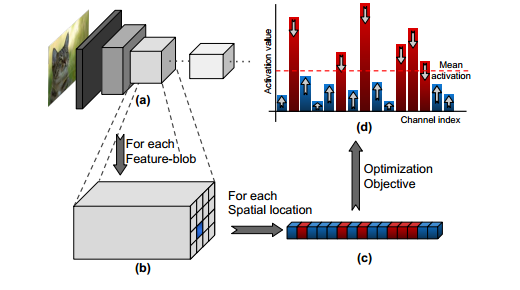 Activation value
Mean
activation
Channel index
(a)
(d)
For each
Feature-blob
Optimization
Objective
For each
Spatial location
(b)
(c)